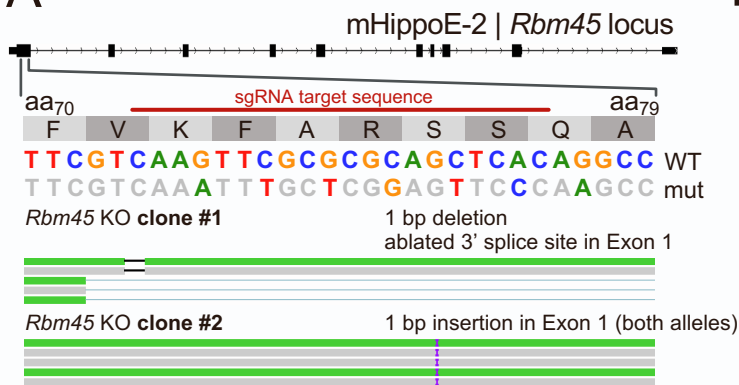 mHippoE-2 | Rbm45 locus
aa70 sgRNA target sequence aa79
F V K F A R S S Q A
TTCGTCAAGTTCGCGCGCAGCTCACAGGCC WT
TTCGTCAAATTTGCTCGGAGTTCCCAAGCC mut
Rbm45 KO clone #1 1 bp deletion
ablated 3' splice site in Exon 1
Rbm45 KO clone #2 1 bp insertion in Exon 1 (both alleles)